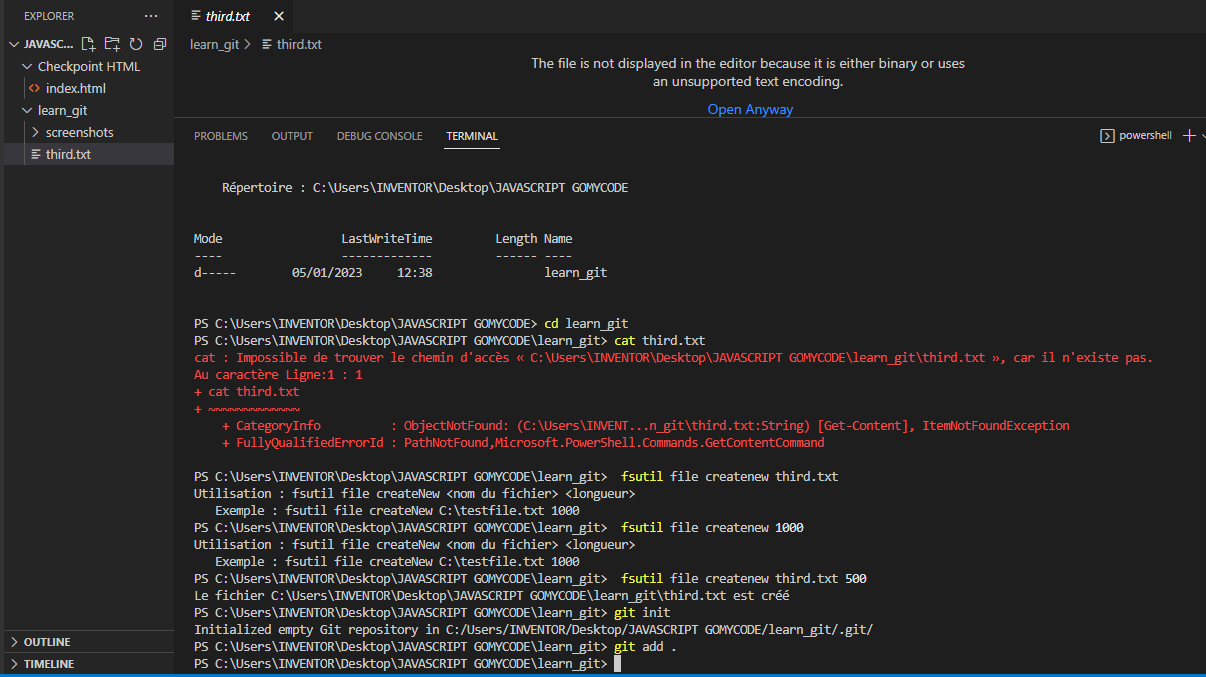 EXPLORER
JAVASC...
Checkpoint HTML
index.html
learn_git
screenshots
third.txt
OUTLINE
TIMELINE
third.txt
learn_git > third.txt
The file is not displayed in the editor because it is either binary or uses
an unsupported text encoding.
Open Anyway
PROBLEMS OUTPUT DEBUG CONSOLE TERMINAL
powershell
Répertoire : C:\Users\INVENTOR\Desktop\JAVASCRIPT GOMYCODE
Mode LastWriteTime Length Name
---- ------------- ------ ----
d----- 05/01/2023 12:38 learn_git
PS C:\Users\INVENTOR\Desktop\JAVASCRIPT GOMYCODE> cd learn_git
PS C:\Users\INVENTOR\Desktop\JAVASCRIPT GOMYCODE\learn_git> cat third.txt
cat : Impossible de trouver le chemin d'accès « C:\Users\INVENTOR\Desktop\JAVASCRIPT GOMYCODE\learn_git\third.txt », car il n'existe pas.
Au caractère Ligne:1 : 1
+ cat third.txt
+ ~~~~~~~~~~~~~
+ CategoryInfo : ObjectNotFound: (C:\Users\INVENT...n_git\third.txt:String) [Get-Content], ItemNotFoundException
+ FullyQualifiedErrorId : PathNotFound,Microsoft.PowerShell.Commands.GetContentCommand
PS C:\Users\INVENTOR\Desktop\JAVASCRIPT GOMYCODE\learn_git> fsutil file createnew third.txt
Utilisation : fsutil file createNew <nom du fichier> <longueur>
Exemple : fsutil file createNew C:\testfile.txt 1000
PS C:\Users\INVENTOR\Desktop\JAVASCRIPT GOMYCODE\learn_git> fsutil file createnew 1000
Utilisation : fsutil file createNew <nom du fichier> <longueur>
Exemple : fsutil file createNew C:\testfile.txt 1000
PS C:\Users\INVENTOR\Desktop\JAVASCRIPT GOMYCODE\learn_git> fsutil file createnew third.txt 500
Le fichier C:\Users\INVENTOR\Desktop\JAVASCRIPT GOMYCODE\learn_git\third.txt est créé
PS C:\Users\INVENTOR\Desktop\JAVASCRIPT GOMYCODE\learn_git> git init
Initialized empty Git repository in C:/Users/INVENTOR/Desktop/JAVASCRIPT GOMYCODE/learn_git/.git/
PS C:\Users\INVENTOR\Desktop\JAVASCRIPT GOMYCODE\learn_git> git add .
PS C:\Users\INVENTOR\Desktop\JAVASCRIPT GOMYCODE\learn_git>